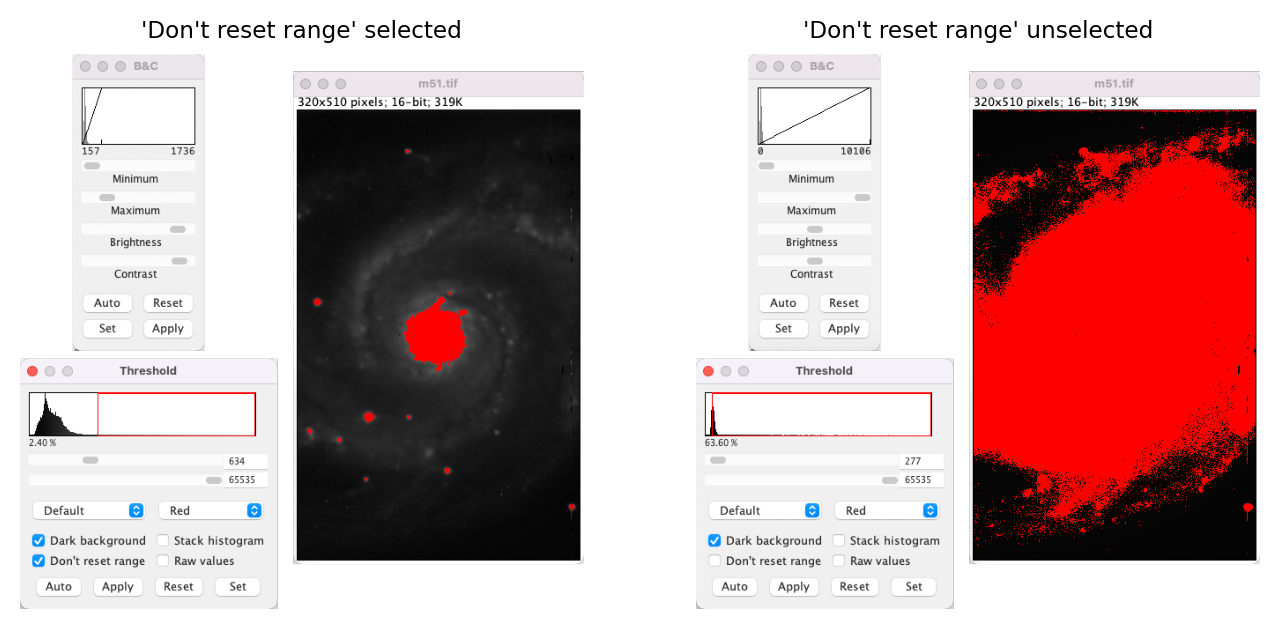 'Don't reset range' selected
B&C
157 1736
Minimum
Maximum
Brightness
Contrast
Auto Reset
Set Apply
m51.tif
320x510 pixels; 16-bit; 319K
Threshold
2.40 %
634
65535
Default Red
Dark background Stack histogram
Don't reset range Raw values
Auto Apply Reset Set
'Don't reset range' unselected
B&C
0 10106
Minimum
Maximum
Brightness
Contrast
Auto Reset
Set Apply
m51.tif
320x510 pixels; 16-bit; 319K
Threshold
63.60 %
277
65535
Default Red
Dark background Stack histogram
Don't reset range Raw values
Auto Apply Reset Set